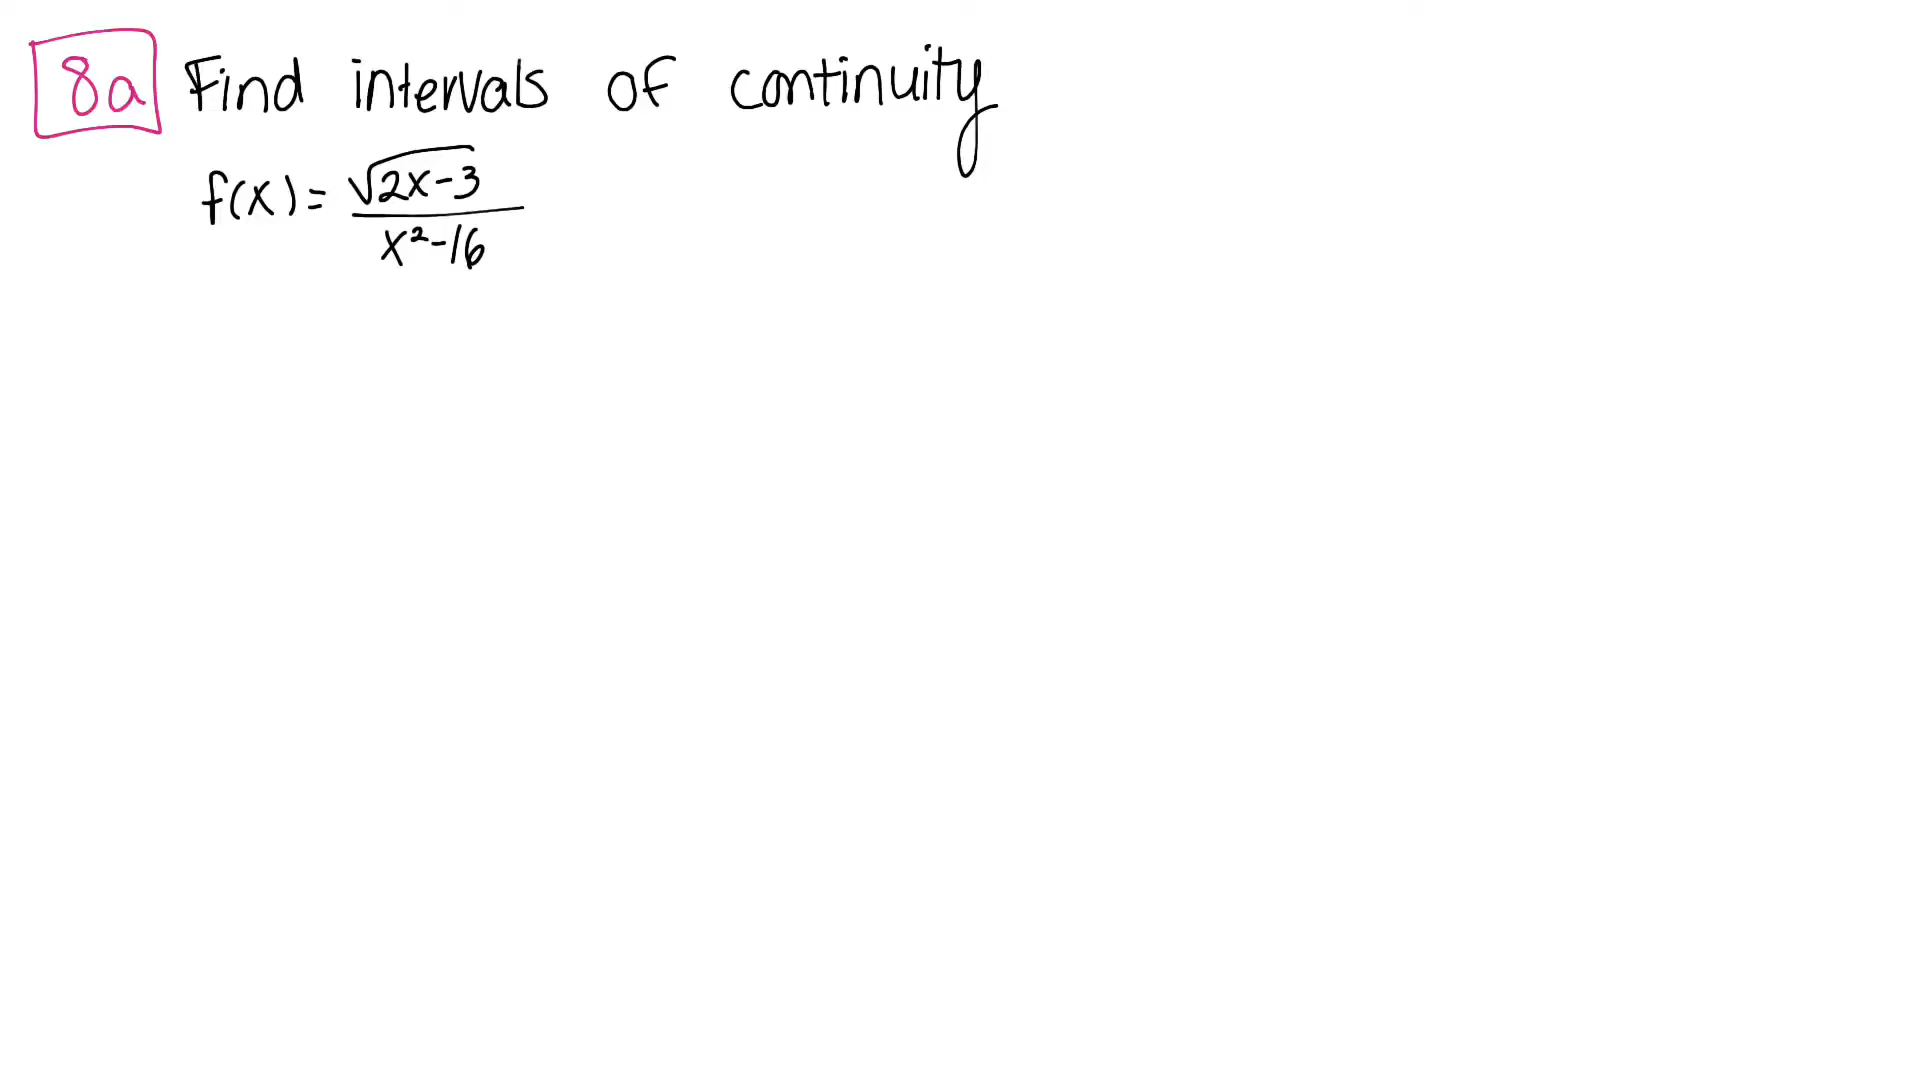 8a Find intervals of continuity
f(x) = √(2x-3) / (x²-16)